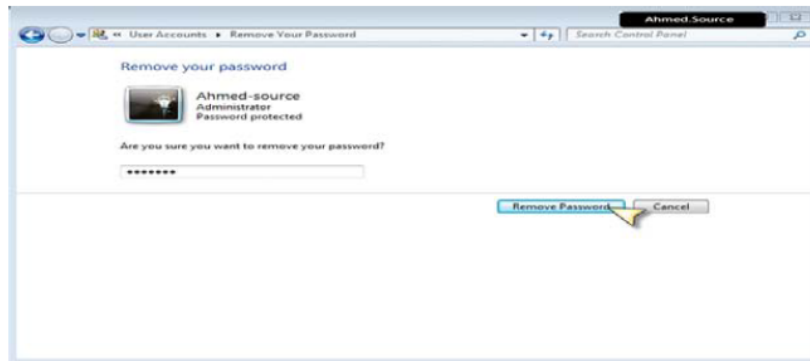 Ahmed.Source
« User Accounts ▸ Remove Your Password
Search Control Panel
Remove your password
Ahmed-source
Administrator
Password protected
Are you sure you want to remove your password?
•••••••
Remove Password Cancel